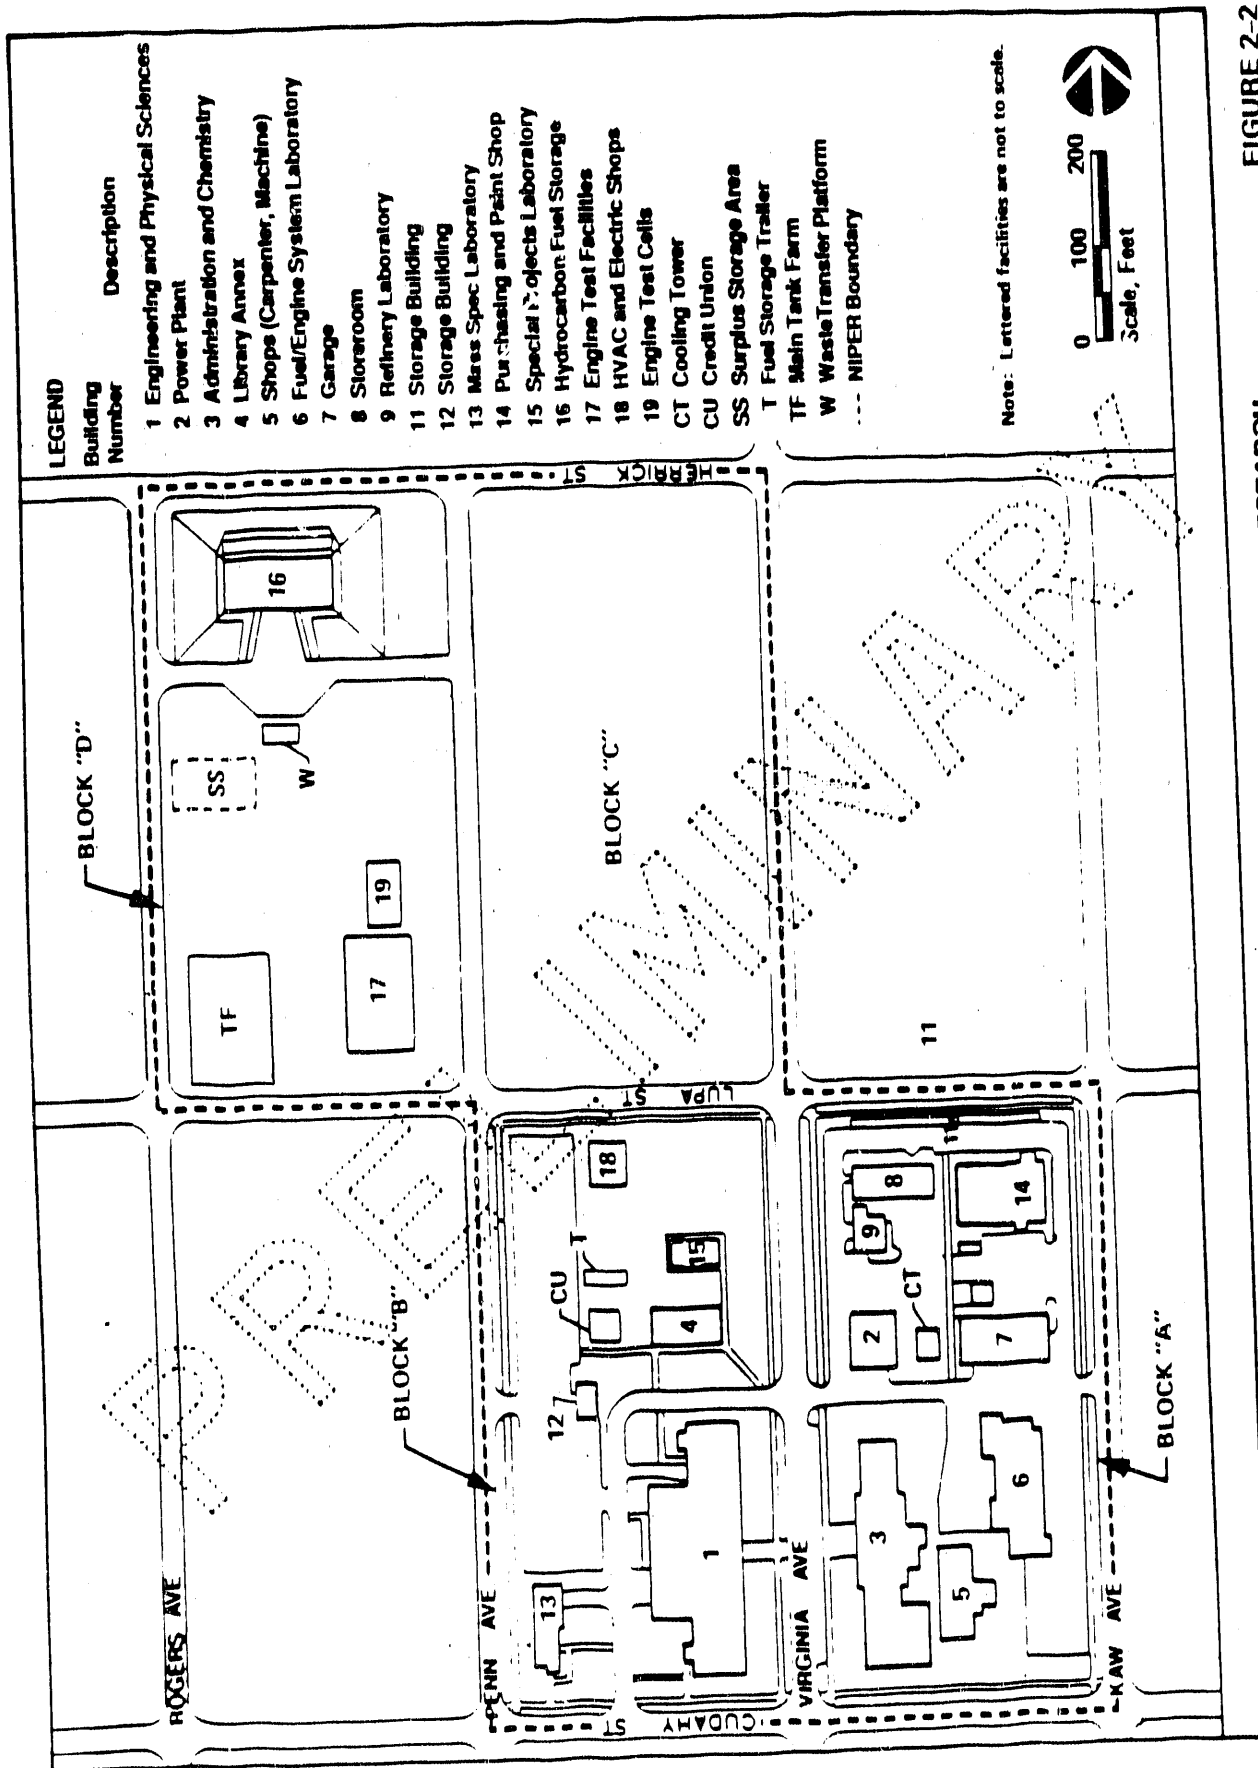 LEGEND
Building
Number Description
1 Engineering and Physical Sciences
2 Power Plant
3 Administration and Chemistry
4 Library Annex
5 Shops (Carpenter, Machine)
6 Fuel/Engine System Laboratory
7 Garage
8 Storeroom
9 Refinery Laboratory
11 Storage Building
12 Storage Building
13 Mass Spec Laboratory
14 Purchasing and Paint Shop
15 Special Projects Laboratory
16 Hydrocarbon Fuel Storage
17 Engine Test Facilities
18 HVAC and Electric Shops
19 Engine Test Cells
CT Cooling Tower
CU Credit Union
SS Surplus Storage Area
T Fuel Storage Trailer
TF Main Tank Farm
W Waste Transfer Platform
--- NIPER Boundary
Note: Lettered facilities are not to scale.
0 100 200
Scale, Feet
FIGURE 2-2
BLOCK "D"
ROGERS AVE
HERRICK ST
16
SS
W
19
17
TF
BLOCK "C"
LUPA ST
PRELIMINARY
BLOCK "B"
PENN AVE
18
T
CU
15
4
12
13
1
CUDAHY ST
VIRGINIA AVE
11
8
9
14
CT
2
7
3
6
5
KAW AVE
BLOCK "A"